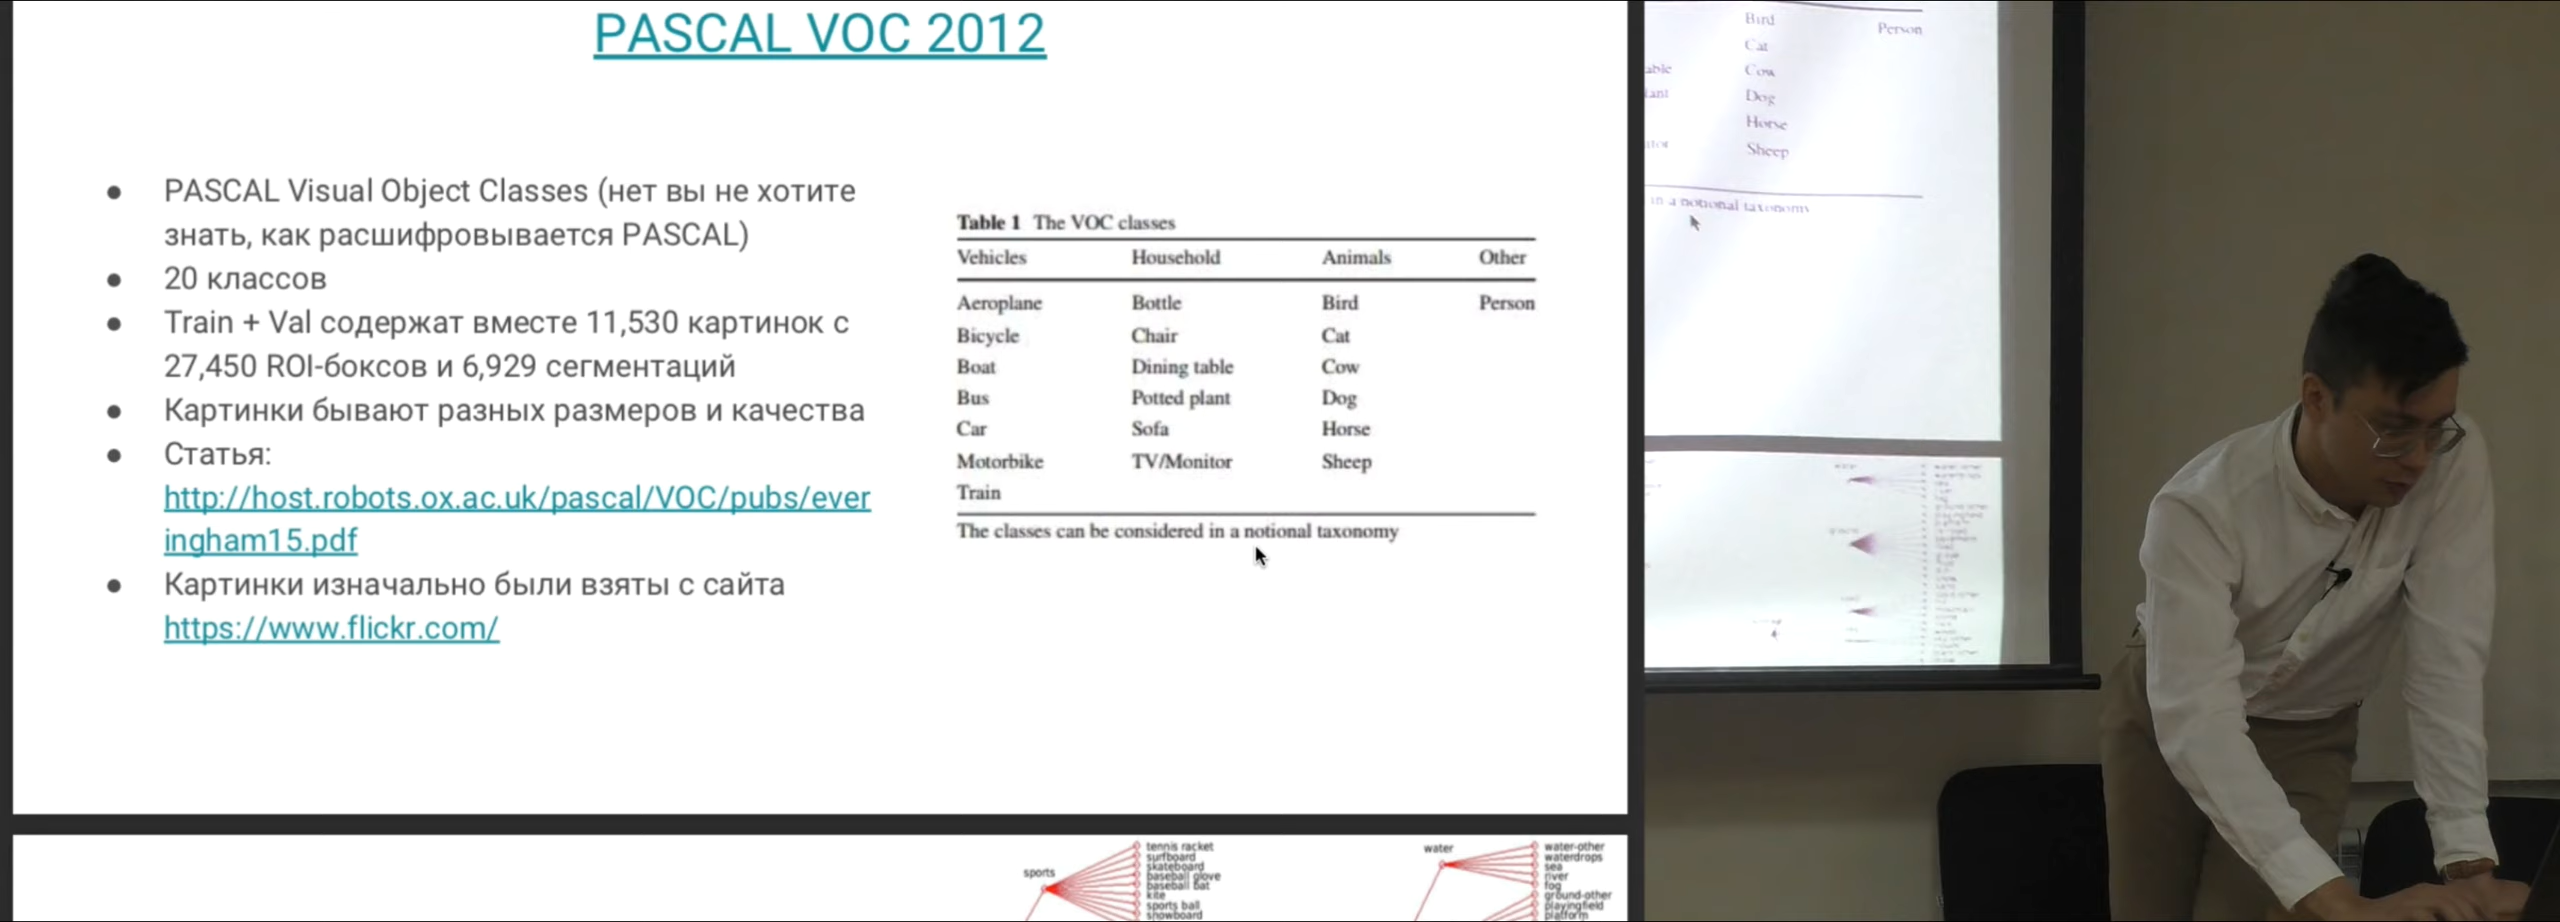 PASCAL VOC 2012
● PASCAL Visual Object Classes (нет вы не хотите
знать, как расшифровывается PASCAL)
● 20 классов
● Train + Val содержат вместе 11,530 картинок с
27,450 ROI-боксов и 6,929 сегментаций
● Картинки бывают разных размеров и качества
● Статья:
http://host.robots.ox.ac.uk/pascal/VOC/pubs/ever
ingham15.pdf
● Картинки изначально были взяты с сайта
https://www.flickr.com/
Table 1 The VOC classes
Vehicles Household Animals Other
Aeroplane Bottle Bird Person
Bicycle Chair Cat
Boat Dining table Cow
Bus Potted plant Dog
Car Sofa Horse
Motorbike TV/Monitor Sheep
Train
The classes can be considered in a notional taxonomy
sports
tennis racket
surfboard
skateboard
baseball glove
baseball bat
kite
sports ball
snowboard
water
water-other
waterdrops
sea
river
fog
ground-other
playingfield
platform
Bird Person
Cat
Cow
Dog
Horse
Sheep
in a notional taxonomy